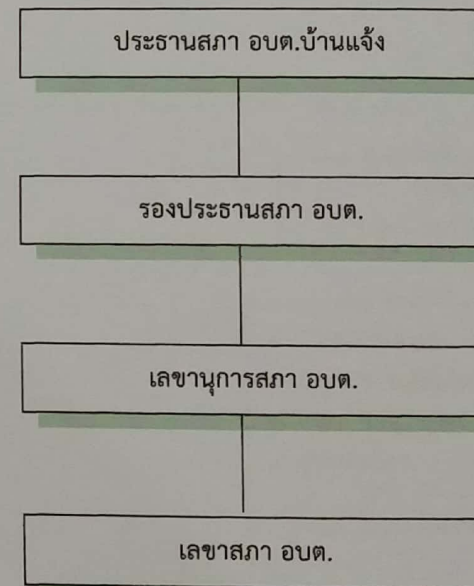 ประธานสภา อบต.บ้านแจ้ง
รองประธานสภา อบต.
เลขานุการสภา อบต.
เลขาสภา อบต.